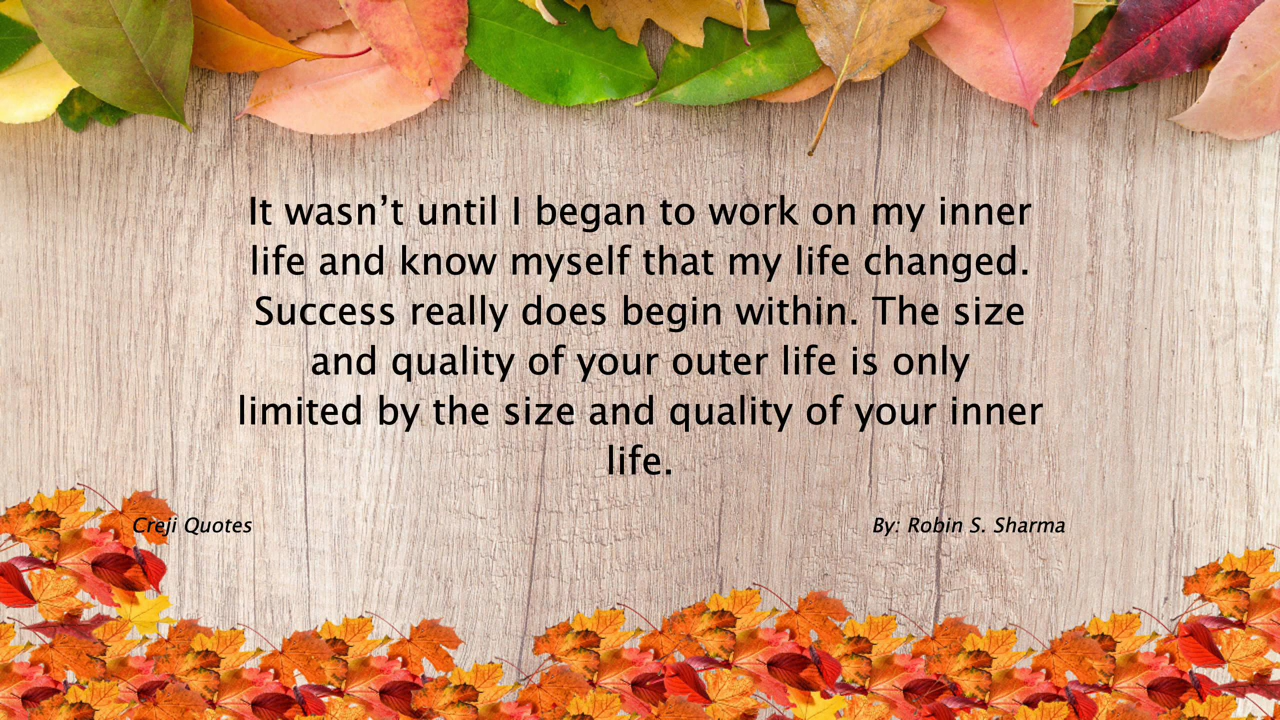 It wasn’t until I began to work on my inner
life and know myself that my life changed.
Success really does begin within. The size
and quality of your outer life is only
limited by the size and quality of your inner
life.
Creji Quotes
By: Robin S. Sharma